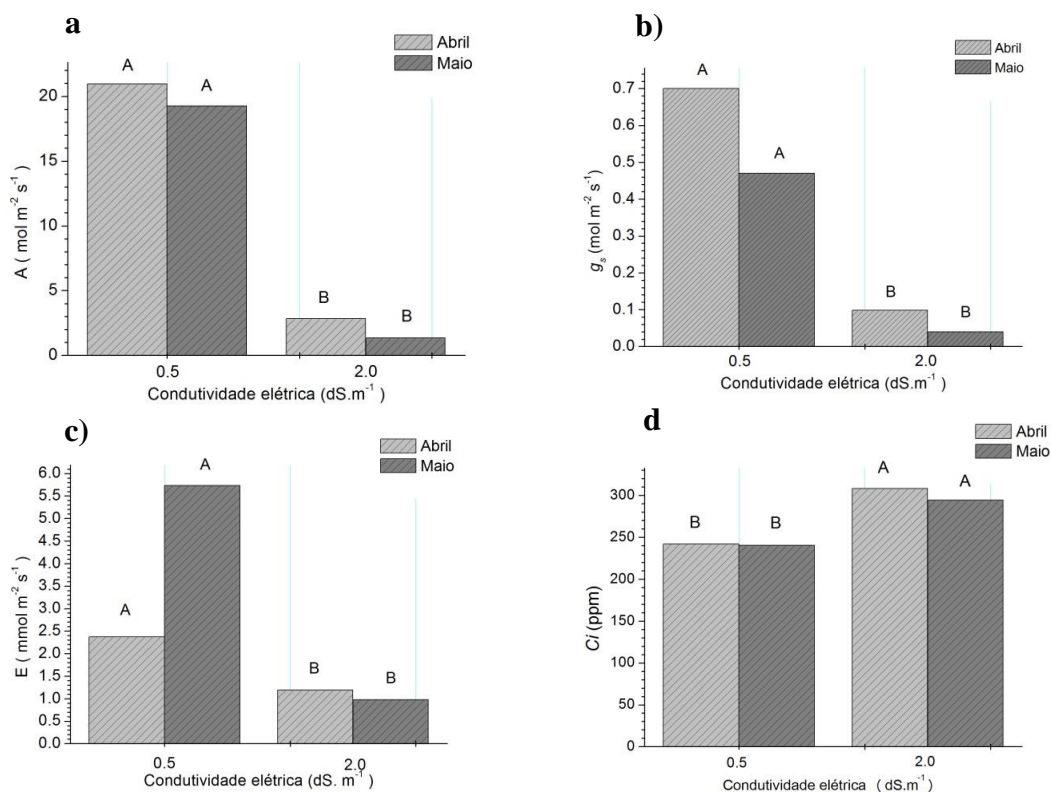 a
Abril
Maio
A
A
20
10
5
0
B
B
A ( mol m⁻² s⁻¹)
0.5
2.0
Condutividade elétrica (dS.m⁻¹ )
b)
Abril
Maio
A
A
0.7
0.6
0.5
0.4
0.3
0.2
0.1
0.0
B
B
gₛ (mol m⁻² s⁻¹)
0.5
2.0
Condutividade elétrica (dS.m⁻¹ )
c)
Abril
Maio
A
A
6.0
5.5
5.0
4.5
4.0
3.5
3.0
2.5
2.0
1.5
1.0
0.5
0.0
B
B
E ( mmol m⁻² s⁻¹)
0.5
2.0
Condutividade elétrica (dS. m⁻¹ )
d
Abril
Maio
B
B
A
A
300
250
200
150
100
50
0
Ci (ppm)
0.5
2.0
Condutividade elétrica ( dS.m⁻¹)